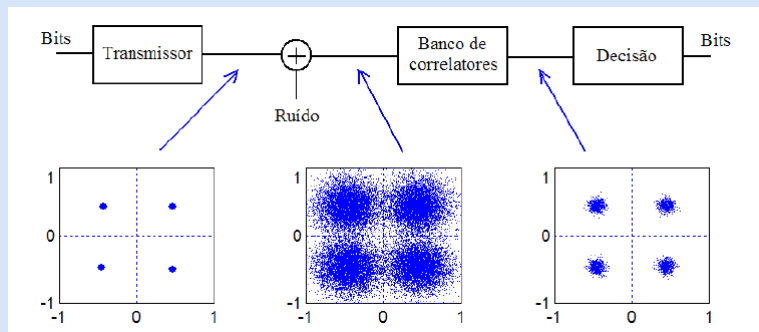 Bits
Transmissor
Ruído
Banco de
correlatores
Decisão
Bits
1
0
-1
-1
0
1
1
0
-1
-1
0
1
1
0
-1
-1
0
1